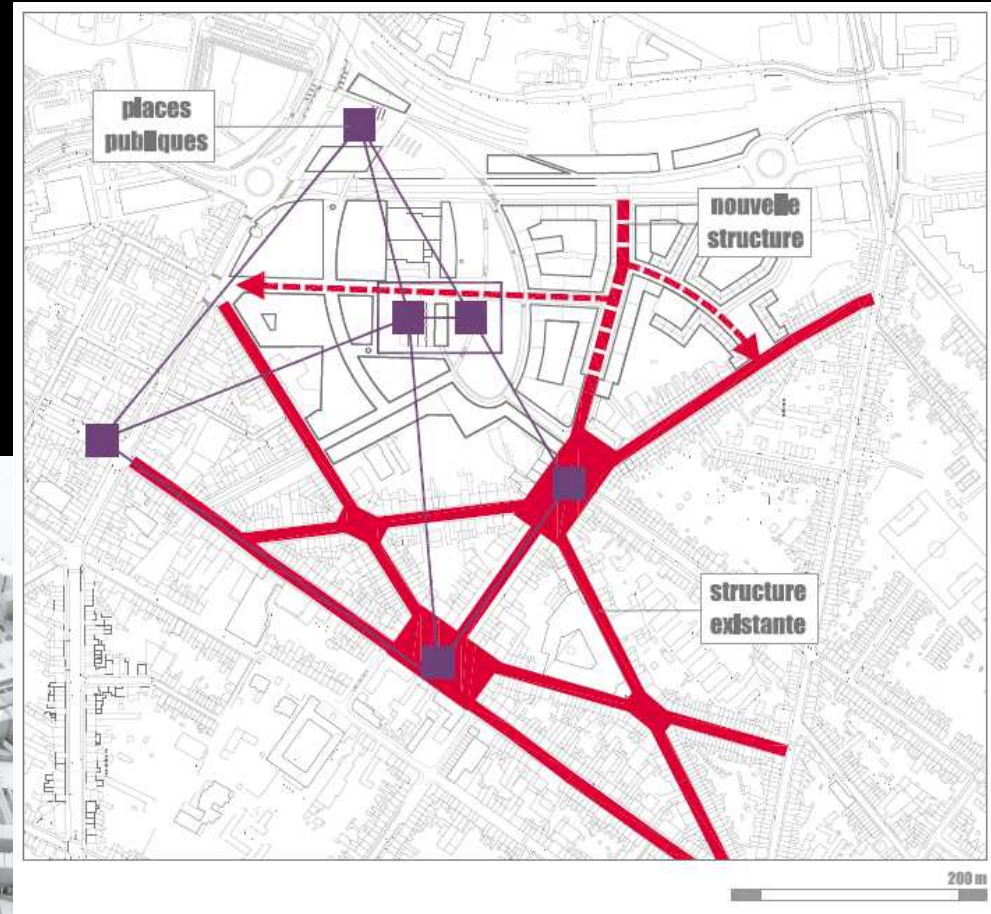 places
publiques
nouvelle
structure
structure
existante
200 m